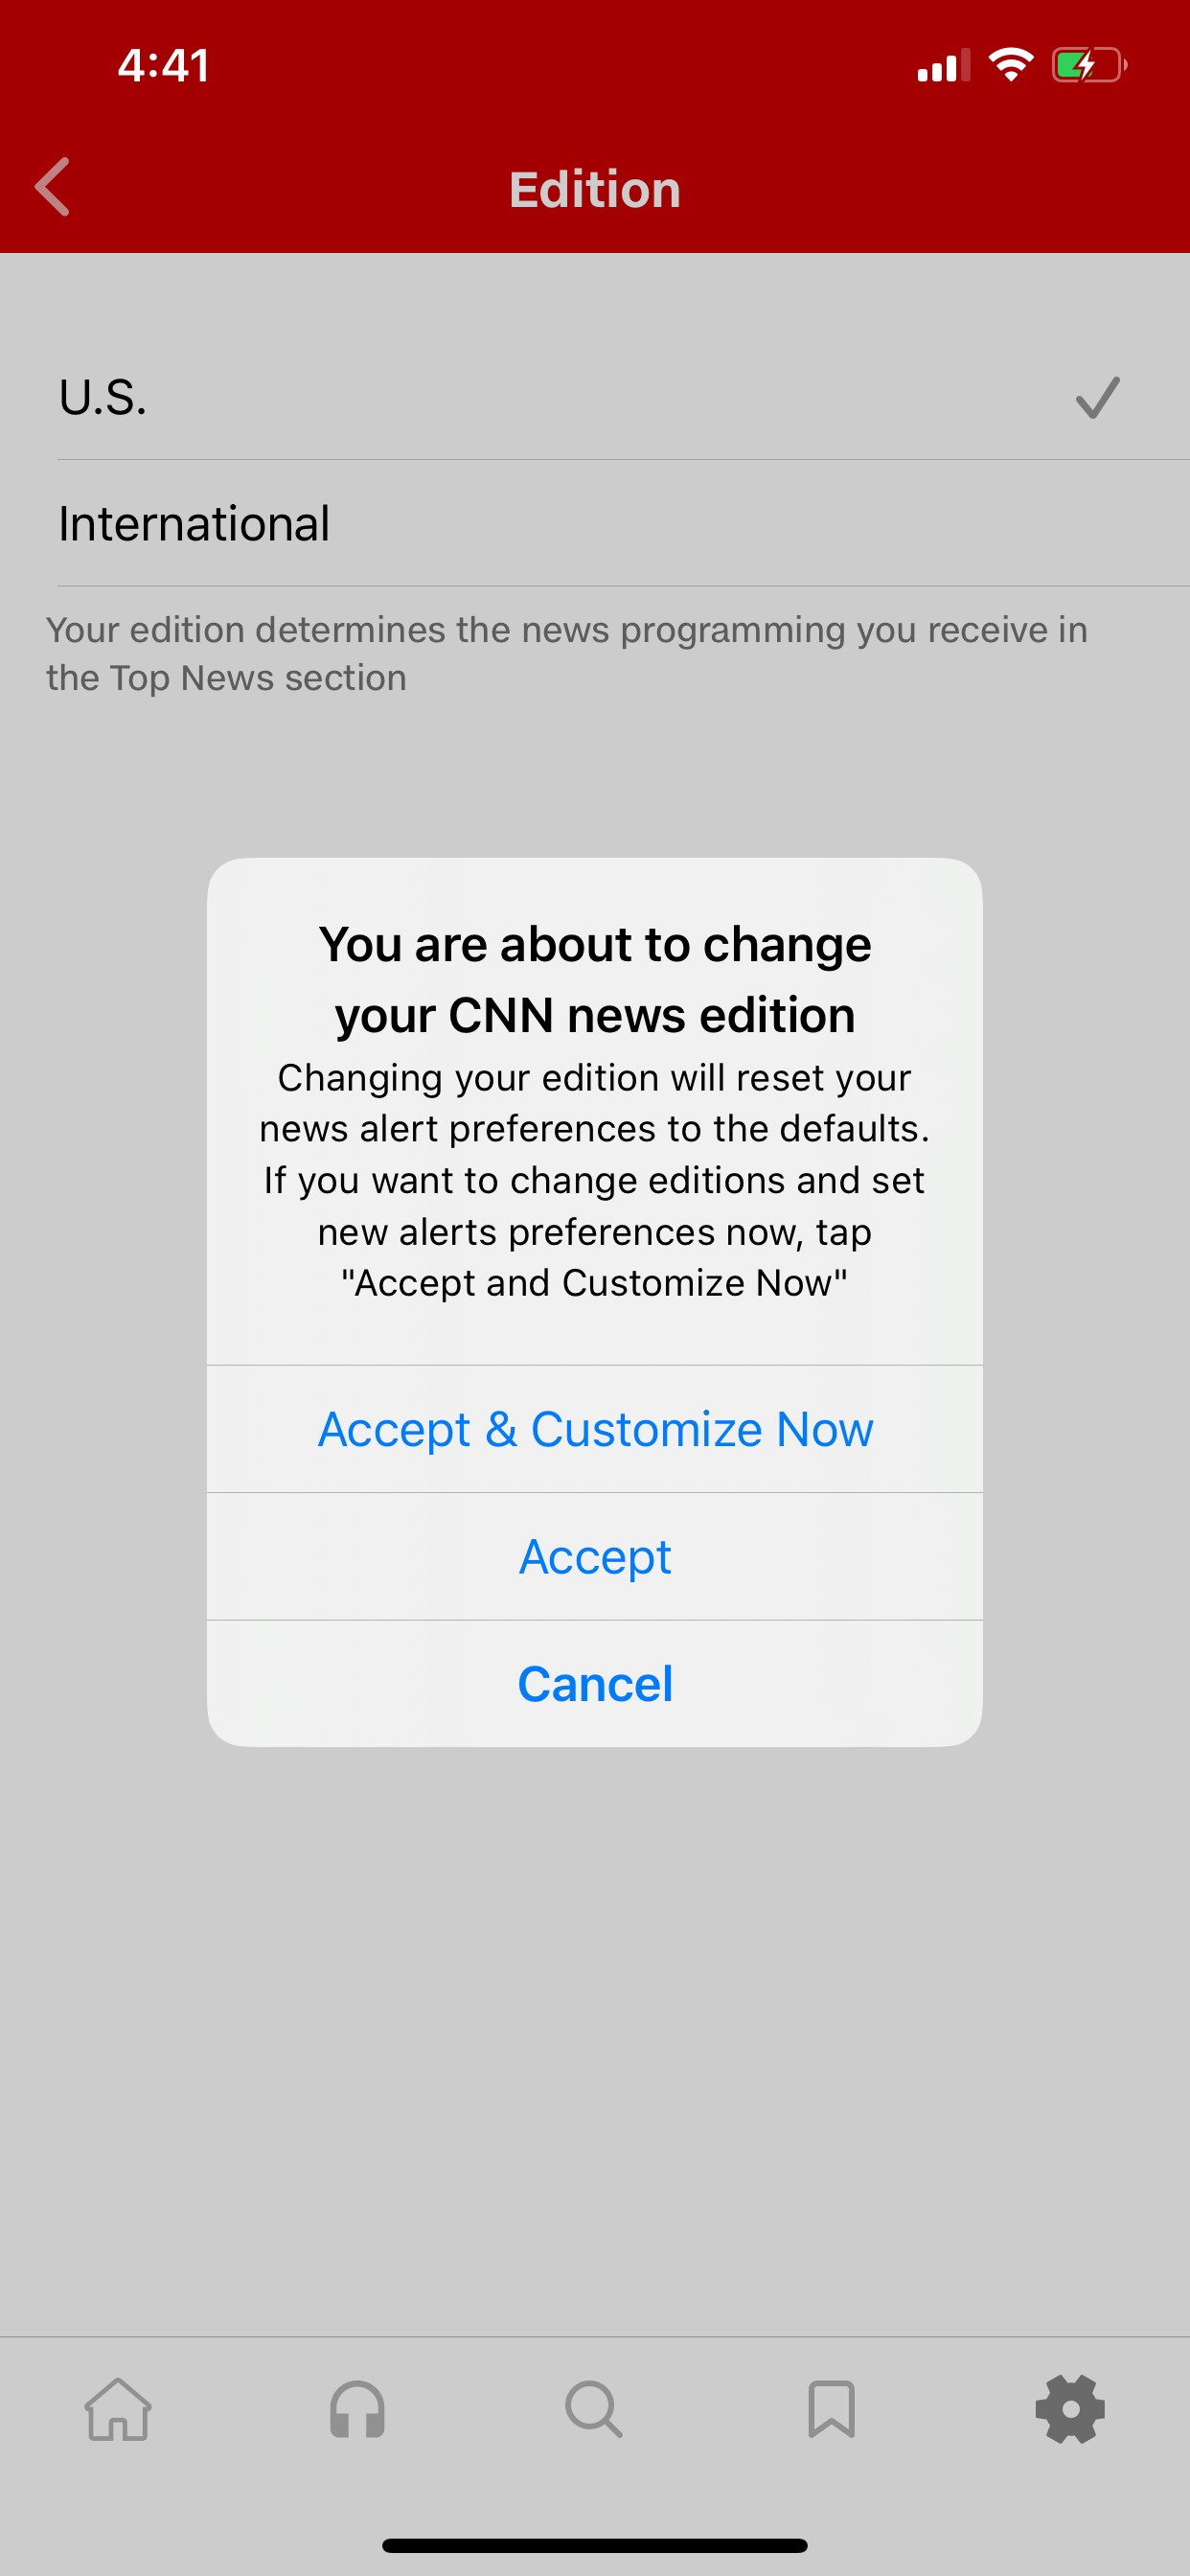 4:41
Edition
U.S.
International
Your edition determines the news programming you receive in
the Top News section
You are about to change
your CNN news edition
Changing your edition will reset your
news alert preferences to the defaults.
If you want to change editions and set
new alerts preferences now, tap
"Accept and Customize Now"
Accept & Customize Now
Accept
Cancel